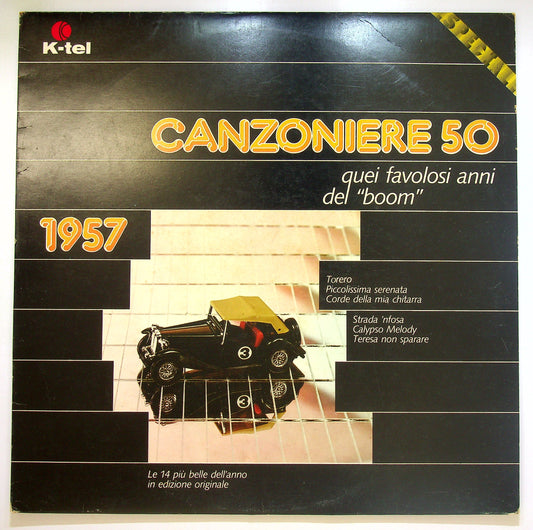 K-tel
SPECIAL
CANZONIERE 50
quei favolosi anni
del "boom"
1957
Torero
Piccolissima serenata
Corde della mia chitarra
Strada 'nfosa
Calypso Melody
Teresa non sparare
3
Le 14 più belle dell'anno
in edizione originale